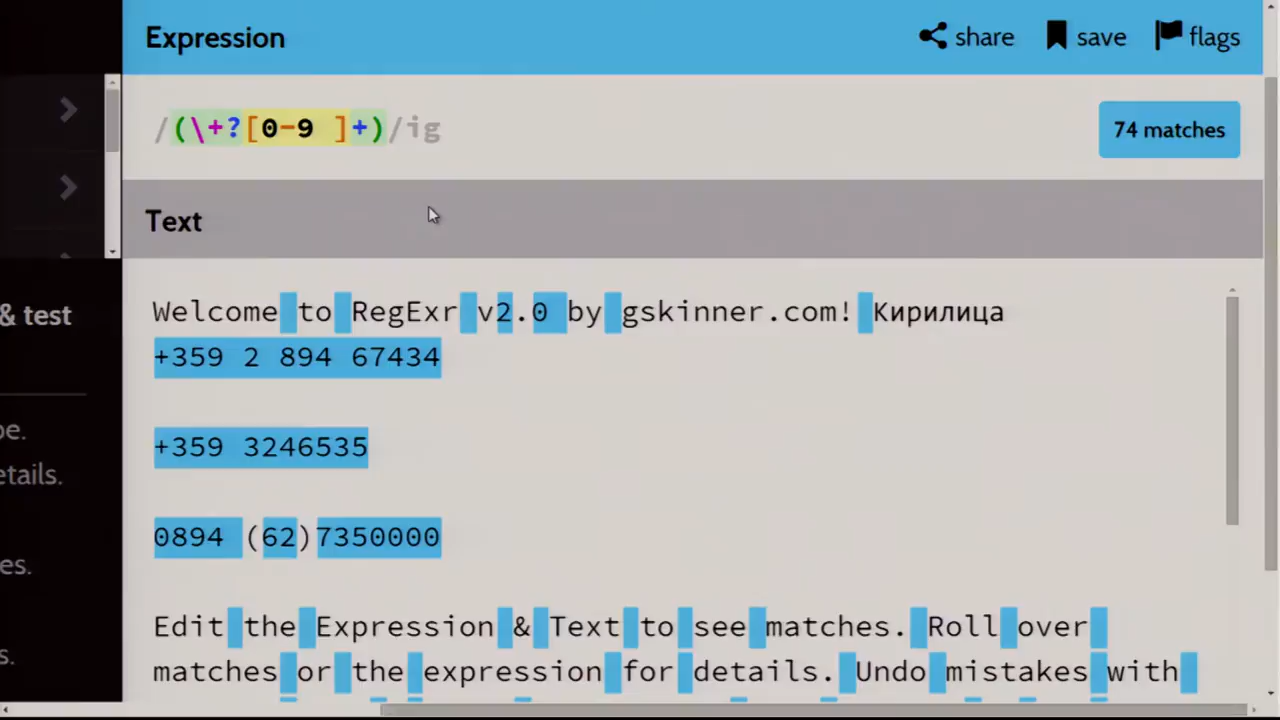 Expression
share save flags
/(\+?[0-9 ]+)/ig
74 matches
Text
& test
Welcome to RegExr v2.0 by gskinner.com! Кирилица
+359 2 894 67434
+359 3246535
0894 (62)7350000
Edit the Expression & Text to see matches. Roll over
matches or the expression for details. Undo mistakes with